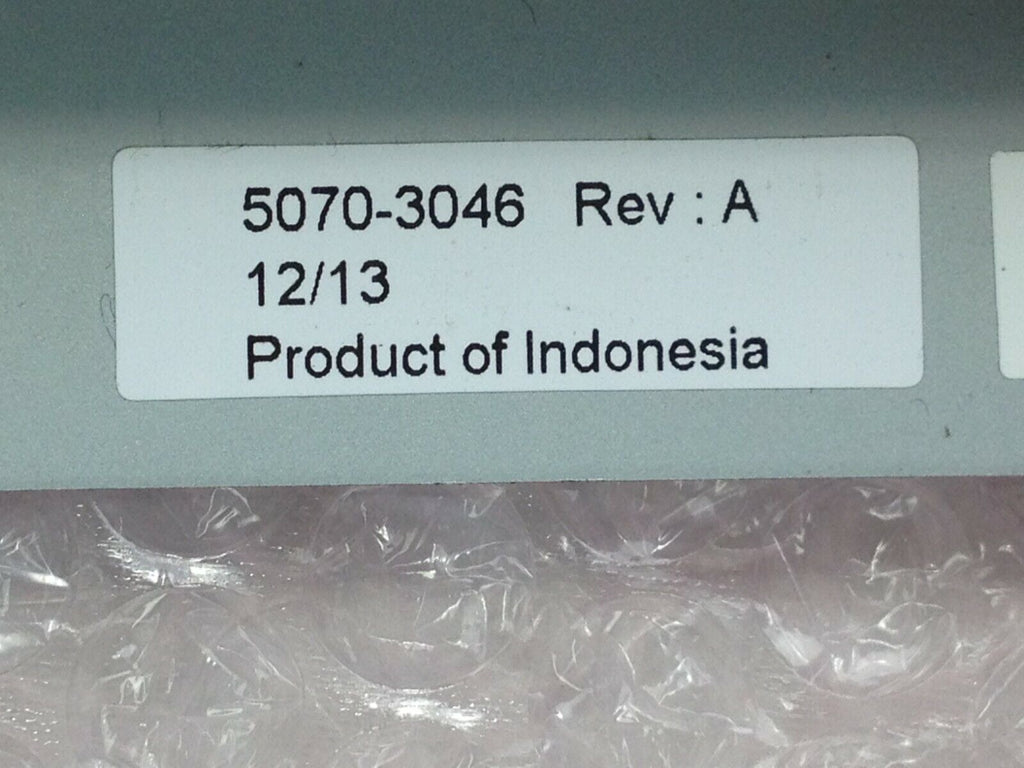 5070-3046 Rev : A
12/13
Product of Indonesia